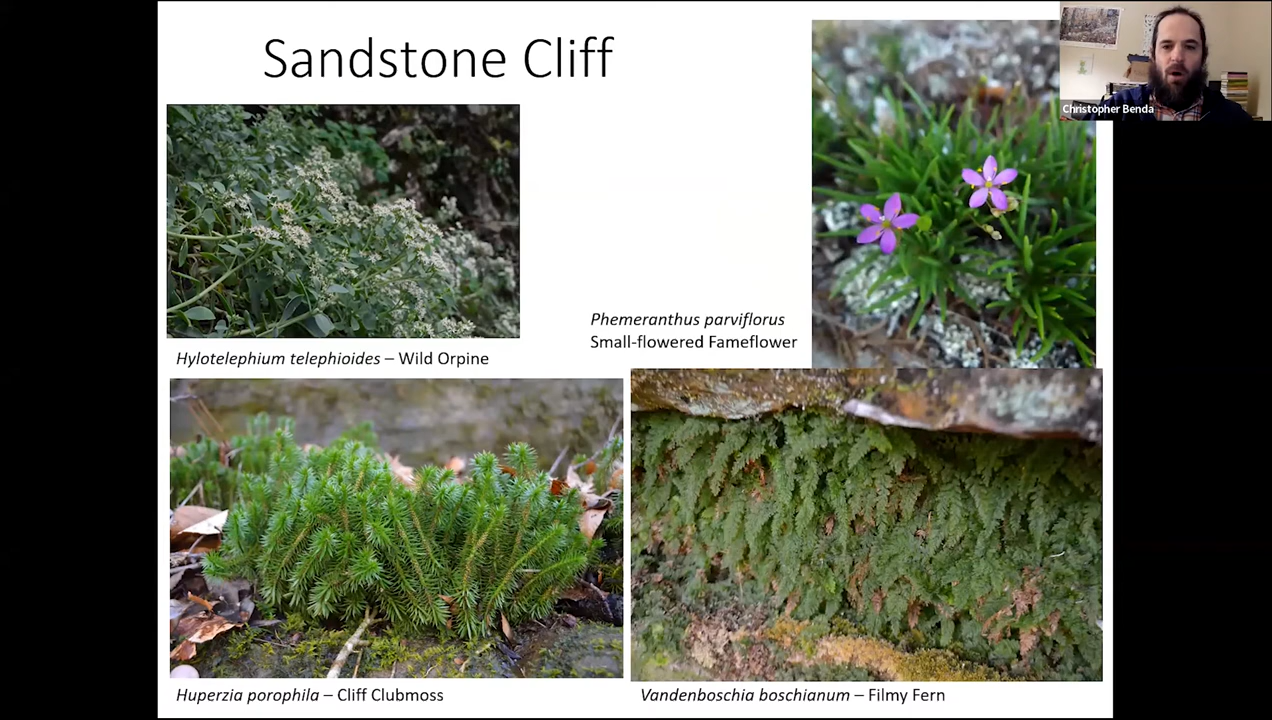 Sandstone Cliff
Christopher Benda
Phemeranthus parviflorus
Small-flowered Fameflower
Hylotelephium telephioides – Wild Orpine
Huperzia porophila – Cliff Clubmoss
Vandenboschia boschianum – Filmy Fern